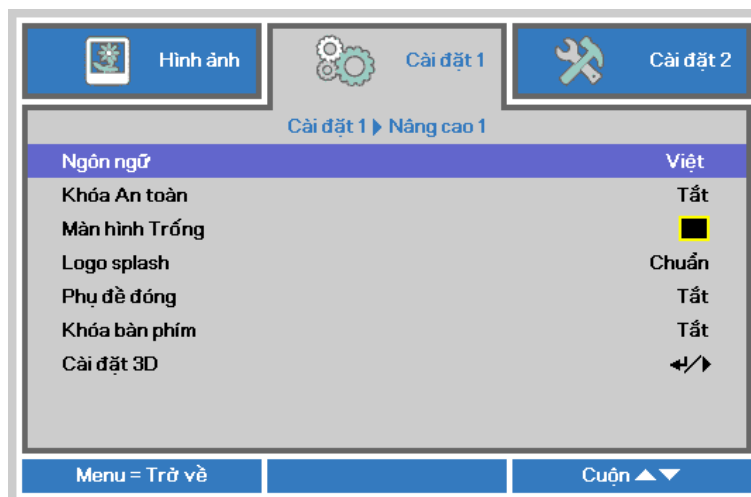 Hình ảnh
Cài đặt 1
Cài đặt 2
Cài đặt 1 ▶ Nâng cao 1
Ngôn ngữ Việt
Khóa An toàn Tắt
Màn hình Trống
Logo splash Chuẩn
Phụ đề đóng Tắt
Khóa bàn phím Tắt
Cài đặt 3D ↵/▶
Menu = Trở về
Cuộn ▲▼